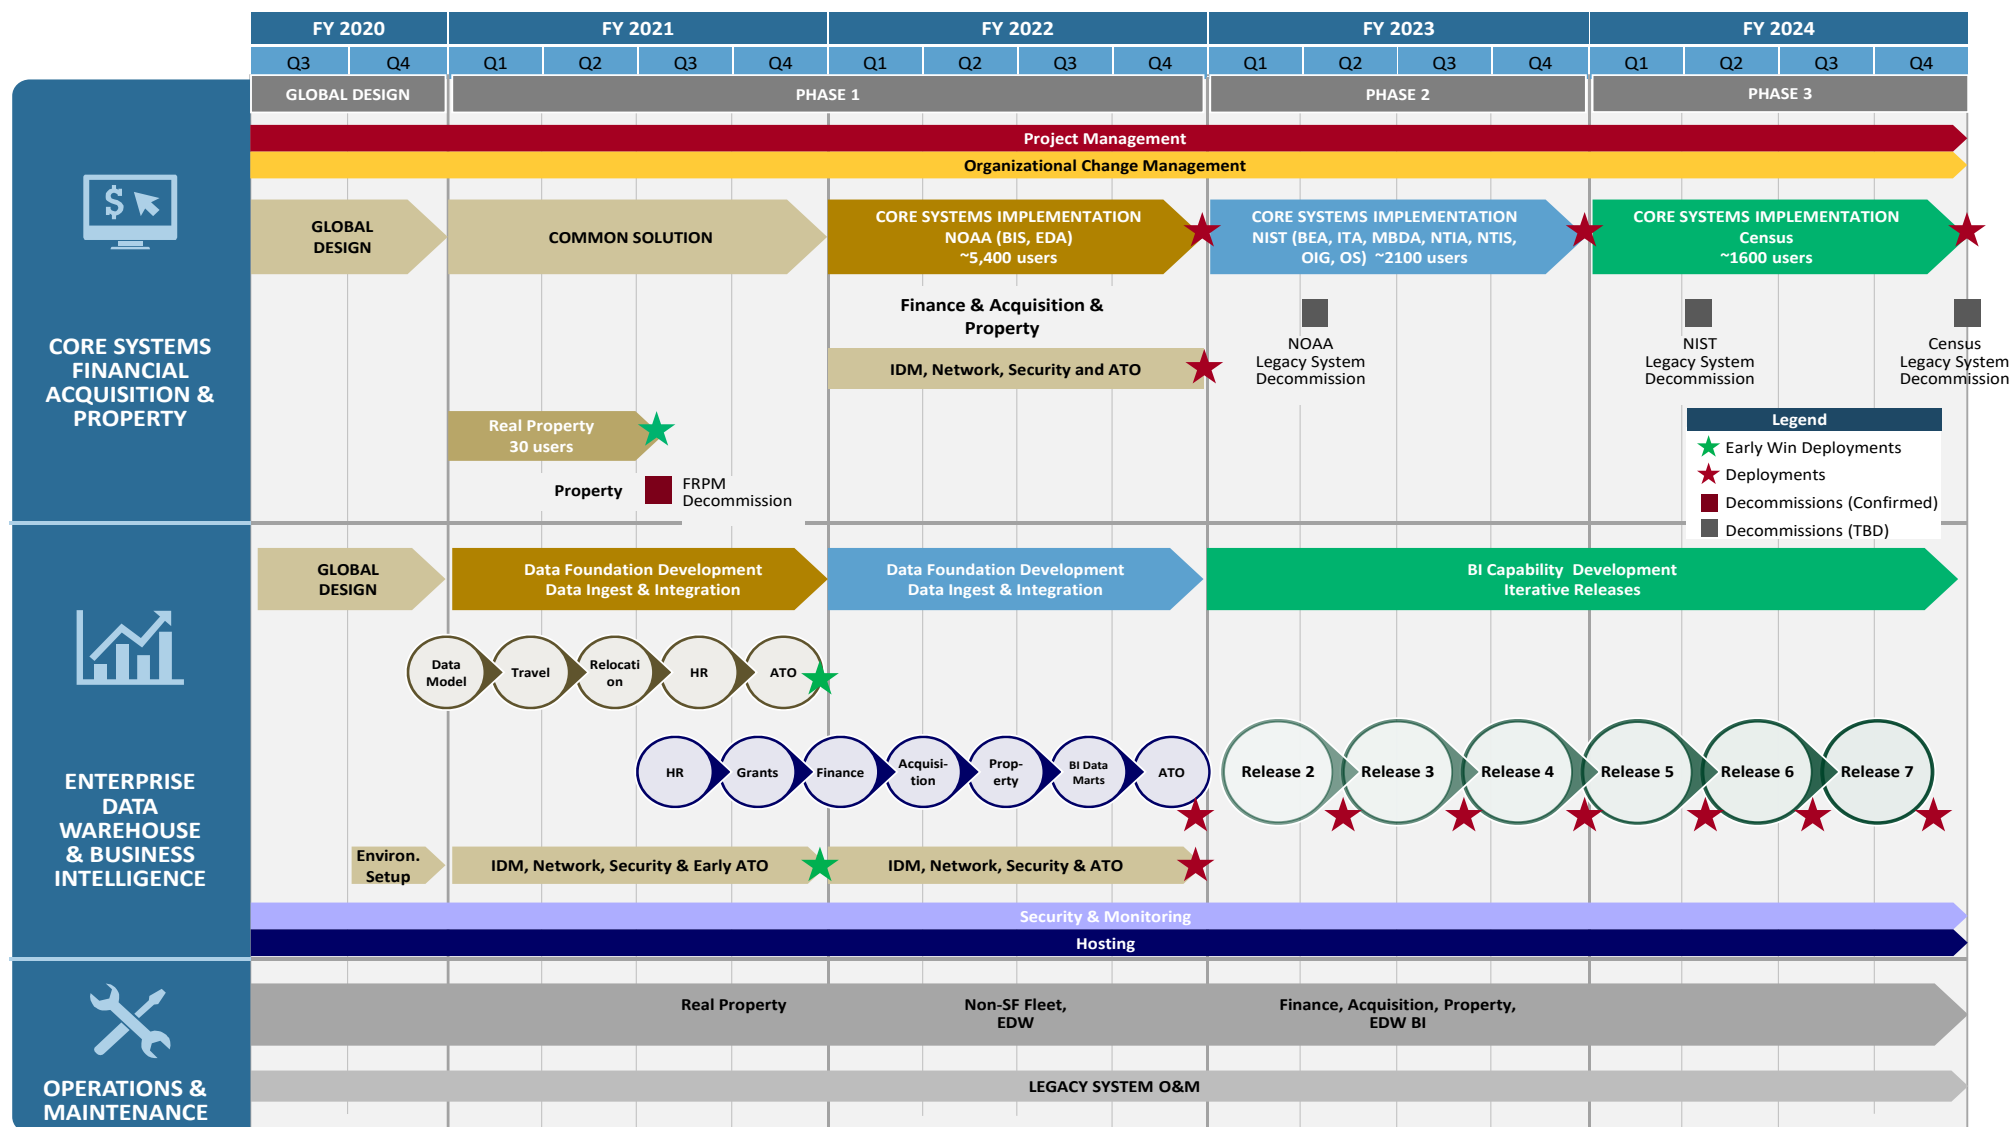 FY 2020
FY 2021
FY 2022
FY 2023
FY 2024
Q3
Q4
Q1
Q2
Q3
Q4
Q1
Q2
Q3
Q4
Q1
Q2
Q3
Q4
Q1
Q2
Q3
Q4
GLOBAL DESIGN
PHASE 1
PHASE 2
PHASE 3
Project Management
Organizational Change Management
CORE SYSTEMS
FINANCIAL
ACQUISITION &
PROPERTY
GLOBAL
DESIGN
COMMON SOLUTION
CORE SYSTEMS IMPLEMENTATION
NOAA (BIS, EDA)
~5,400 users
CORE SYSTEMS IMPLEMENTATION
NIST (BEA, ITA, MBDA, NTIA, NTIS,
OIG, OS) ~2100 users
CORE SYSTEMS IMPLEMENTATION
Census
~1600 users
Finance & Acquisition &
Property
IDM, Network, Security and ATO
NOAA
Legacy System
Decommission
NIST
Legacy System
Decommission
Census
Legacy System
Decommission
Real Property
30 users
Property
FRPM
Decommission
Legend
Early Win Deployments
Deployments
Decommissions (Confirmed)
Decommissions (TBD)
ENTERPRISE
DATA
WAREHOUSE
& BUSINESS
INTELLIGENCE
GLOBAL
DESIGN
Data Foundation Development
Data Ingest & Integration
Data Foundation Development
Data Ingest & Integration
BI Capability Development
Iterative Releases
Data
Model
Travel
Relocati
on
HR
ATO
HR
Grants
Finance
Acquisi-
tion
Prop-
erty
BI Data
Marts
ATO
Release 2
Release 3
Release 4
Release 5
Release 6
Release 7
Environ.
Setup
IDM, Network, Security & Early ATO
IDM, Network, Security & ATO
Security & Monitoring
Hosting
OPERATIONS &
MAINTENANCE
Real Property
Non-SF Fleet,
EDW
Finance, Acquisition, Property,
EDW BI
LEGACY SYSTEM O&M
$